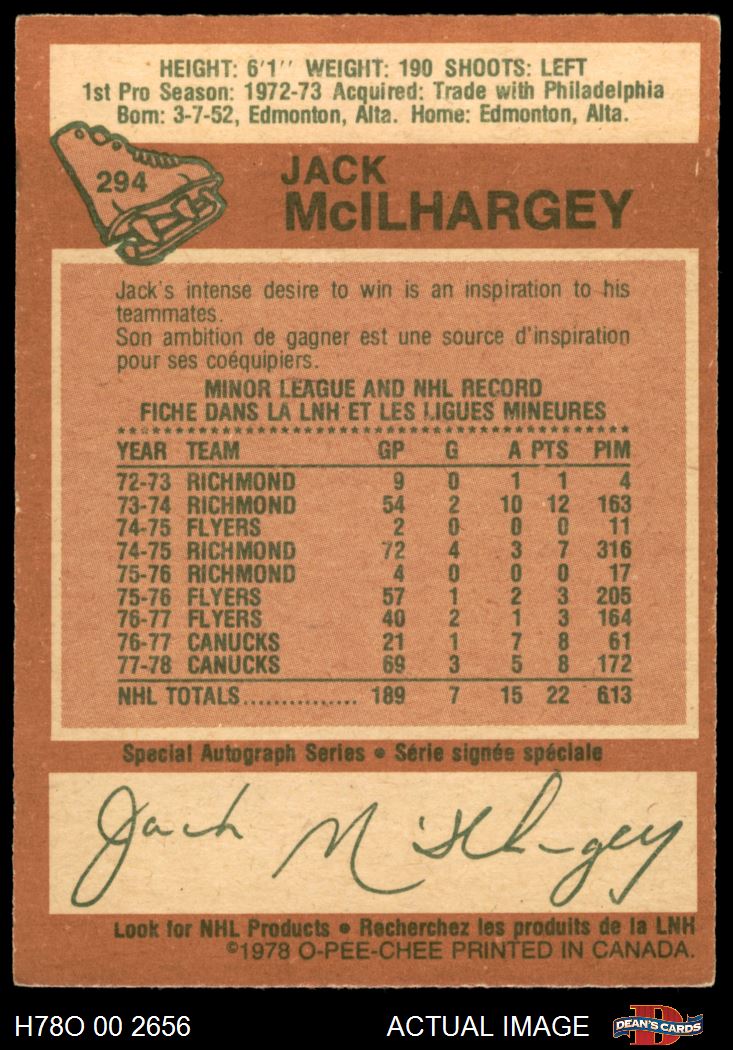 HEIGHT: 6'1'' WEIGHT: 190 SHOOTS: LEFT
1st Pro Season: 1972-73 Acquired: Trade with Philadelphia
Born: 3-7-52, Edmonton, Alta. Home: Edmonton, Alta.
294
JACK
McILHARGEY
Jack's intense desire to win is an inspiration to his
teammates.
Son ambition de gagner est une source d'inspiration
pour ses coéquipiers.
MINOR LEAGUE AND NHL RECORD
FICHE DANS LA LNH ET LES LIGUES MINEURES
YEAR TEAM GP G A PTS PIM
72-73 RICHMOND 9 0 1 1 4
73-74 RICHMOND 54 2 10 12 163
74-75 FLYERS 2 0 0 0 11
74-75 RICHMOND 72 4 3 7 316
75-76 RICHMOND 4 0 0 0 17
75-76 FLYERS 57 1 2 3 205
76-77 FLYERS 40 2 1 3 164
76-77 CANUCKS 21 1 7 8 61
77-78 CANUCKS 69 3 5 8 172
NHL TOTALS................ 189 7 15 22 613
Special Autograph Series • Série signée spéciale
Jack McIlhargey
Look for NHL Products • Recherchez les produits de la LNH
©1978 O-PEE-CHEE PRINTED IN CANADA.
H78O 00 2656 ACTUAL IMAGE DEAN'S CARDS